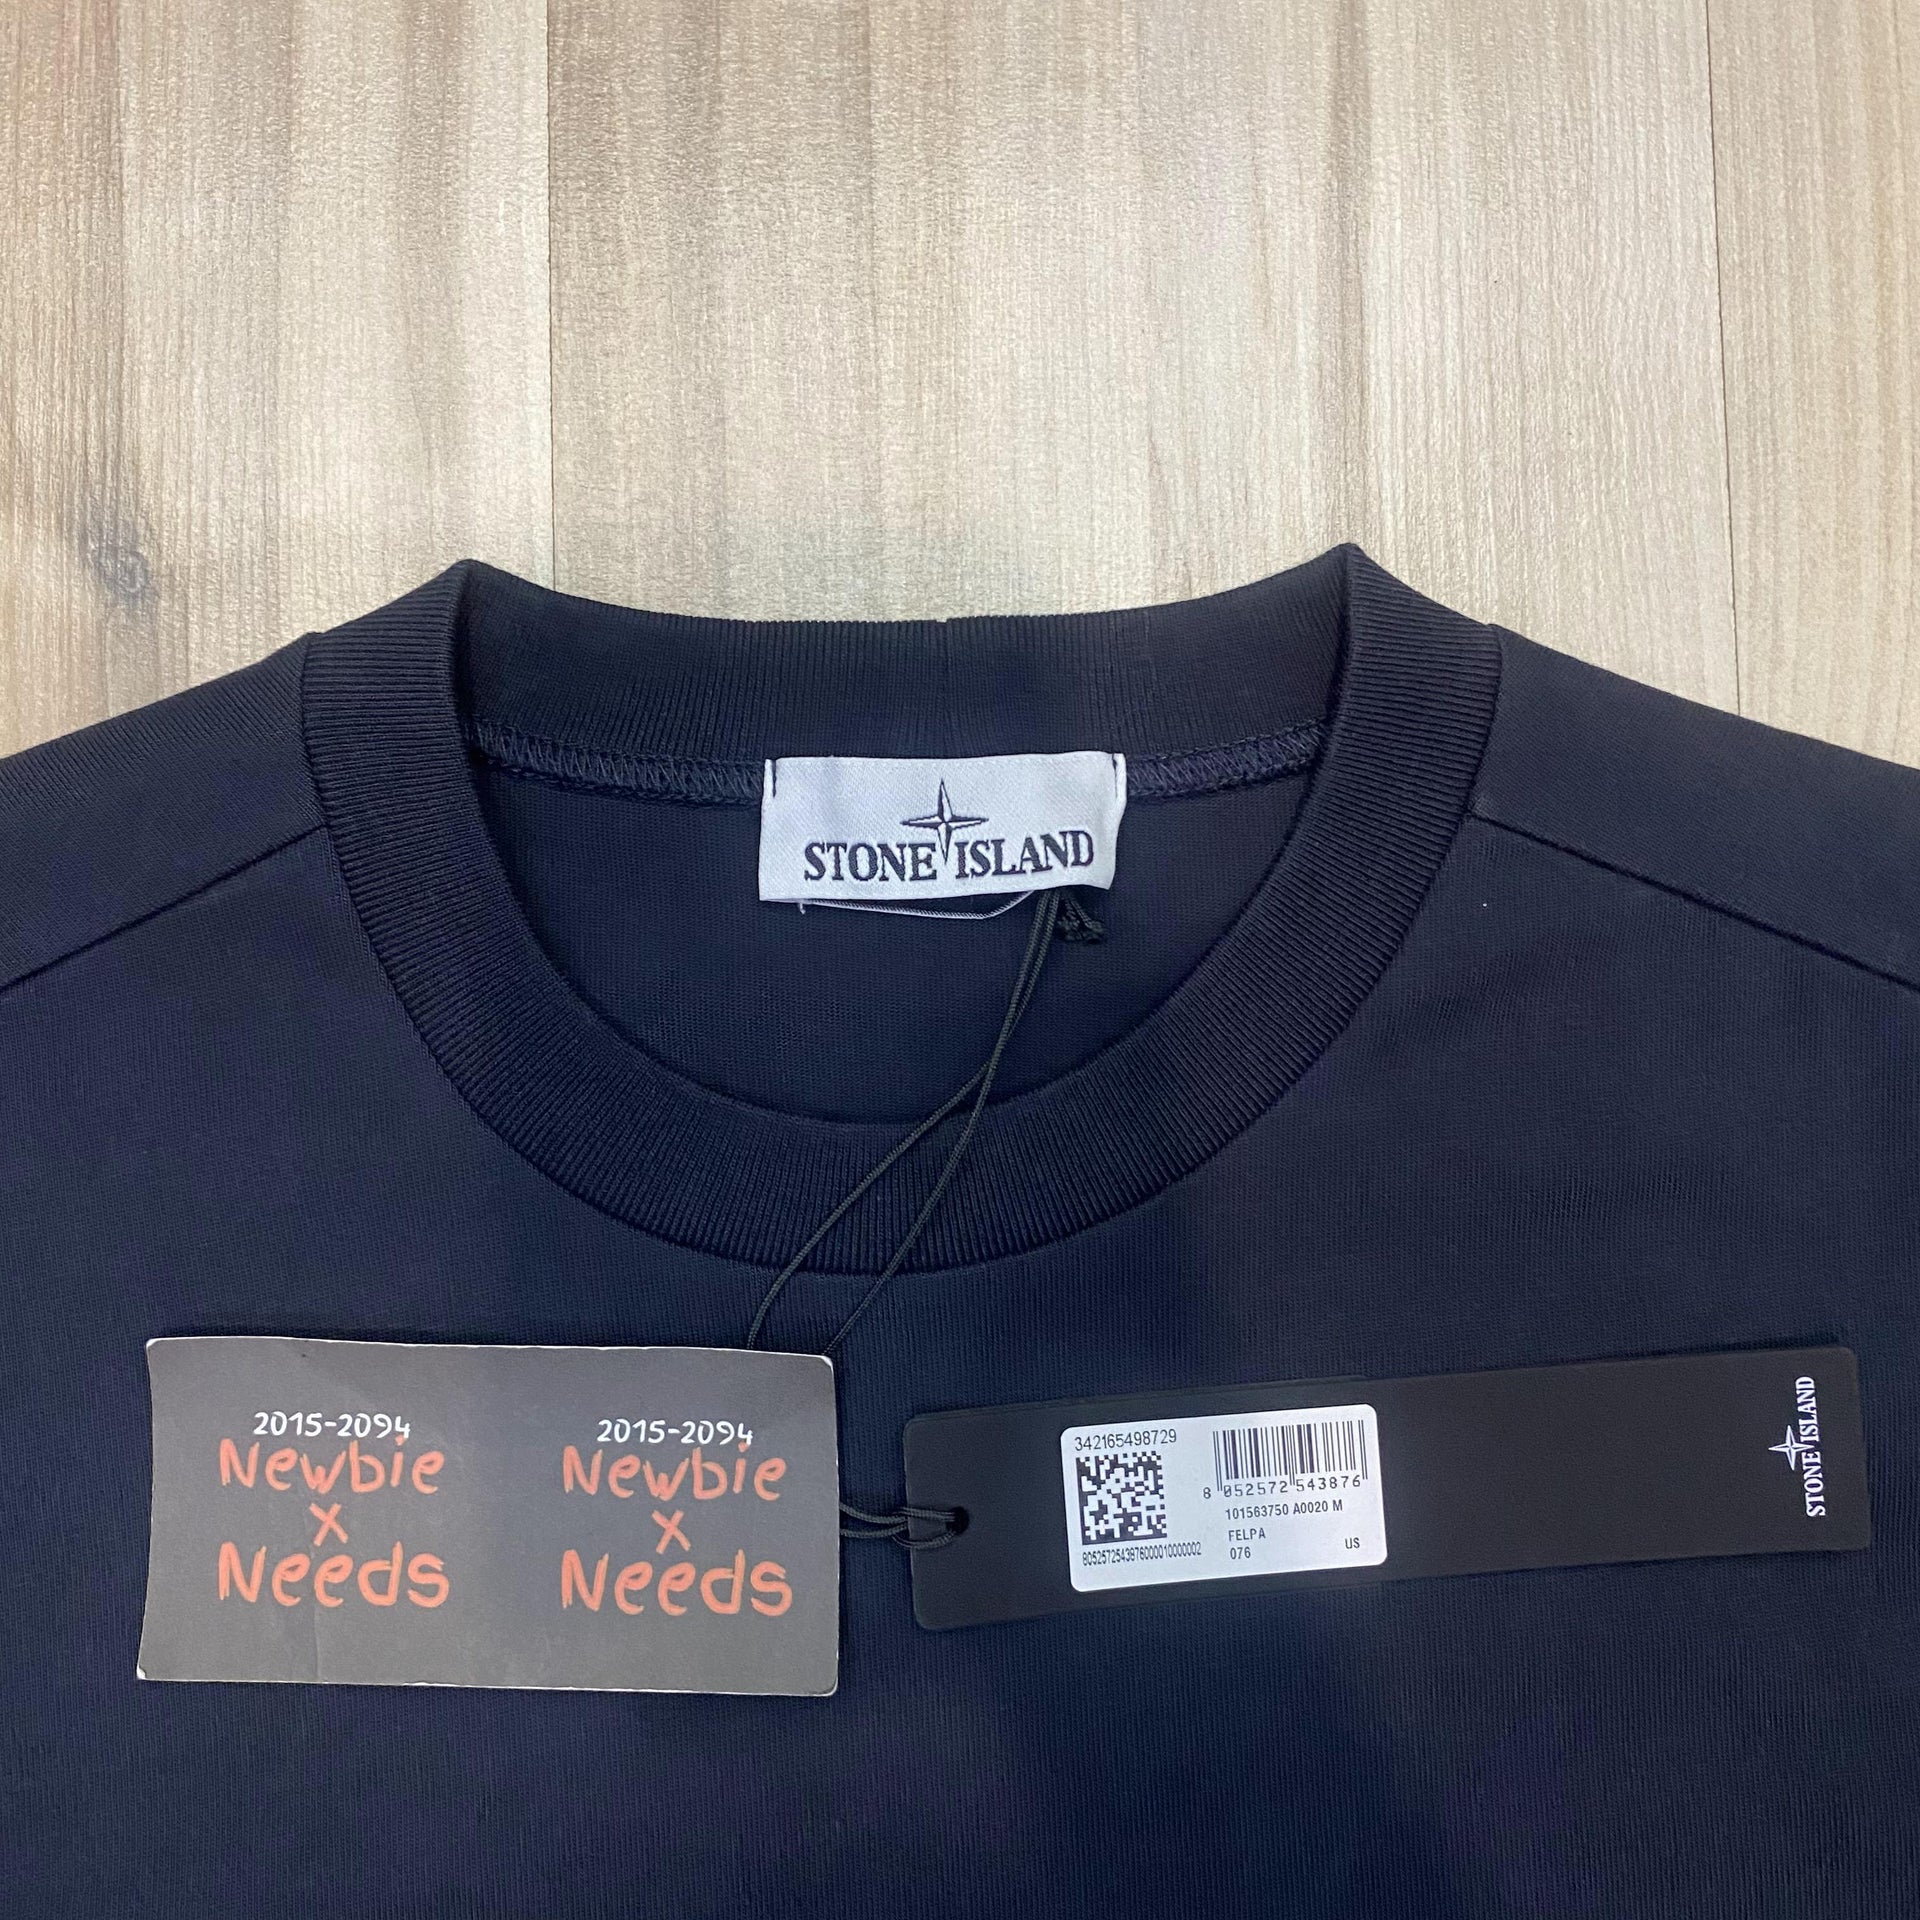 STONE ISLAND
2015-2094
Newbie
x
Needs
2015-2094
Newbie
x
Needs
342165498729
8 052572 543876
101563750 A0020 M
FELPA
076
US
8052572543876000010000002
STONE ISLAND